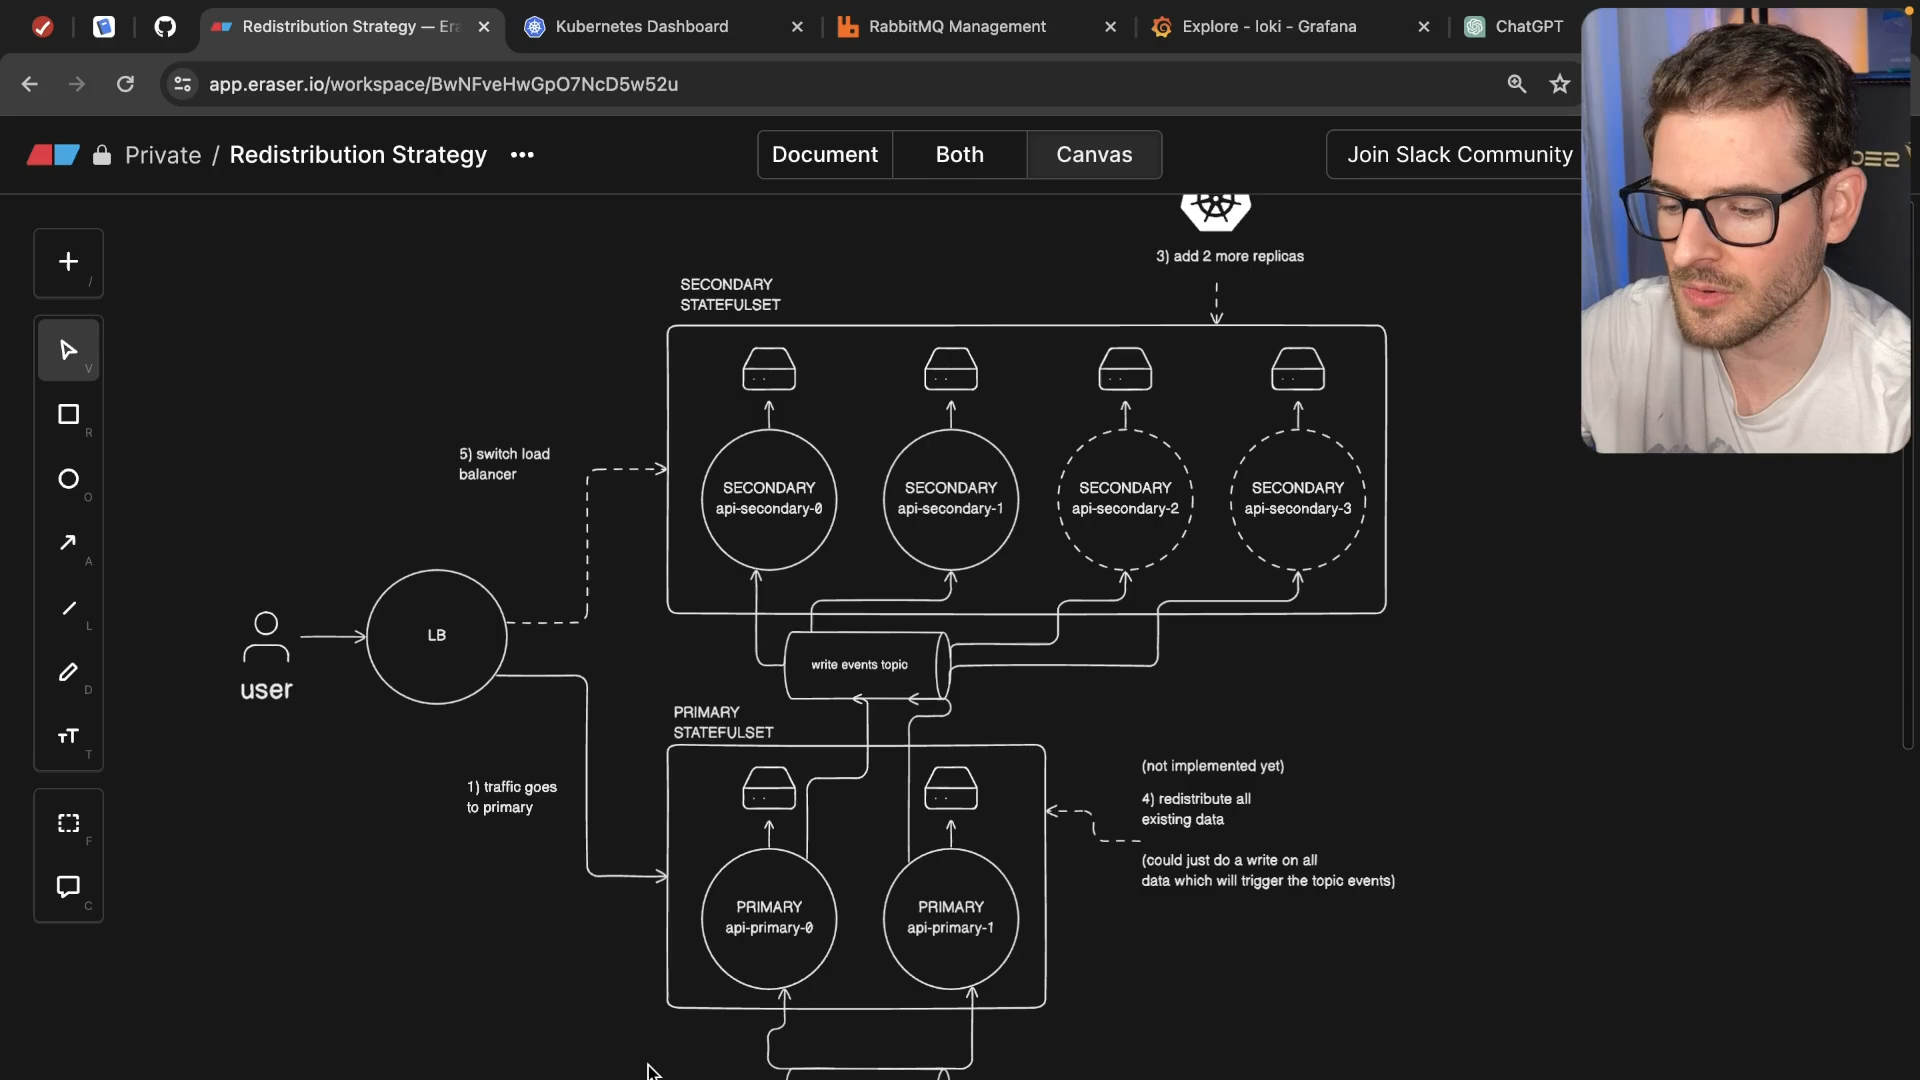 Redistribution Strategy — Era
Kubernetes Dashboard
RabbitMQ Management
Explore - loki - Grafana
ChatGPT
app.eraser.io/workspace/BwNFveHwGpO7NcD5w52u
Private / Redistribution Strategy
Document
Both
Canvas
Join Slack Community
/
V
R
O
A
L
D
T
F
C
3) add 2 more replicas
SECONDARY
STATEFULSET
SECONDARY
api-secondary-0
SECONDARY
api-secondary-1
SECONDARY
api-secondary-2
SECONDARY
api-secondary-3
5) switch load
balancer
LB
user
write events topic
PRIMARY
STATEFULSET
1) traffic goes
to primary
(not implemented yet)
4) redistribute all
existing data
(could just do a write on all
data which will trigger the topic events)
PRIMARY
api-primary-0
PRIMARY
api-primary-1